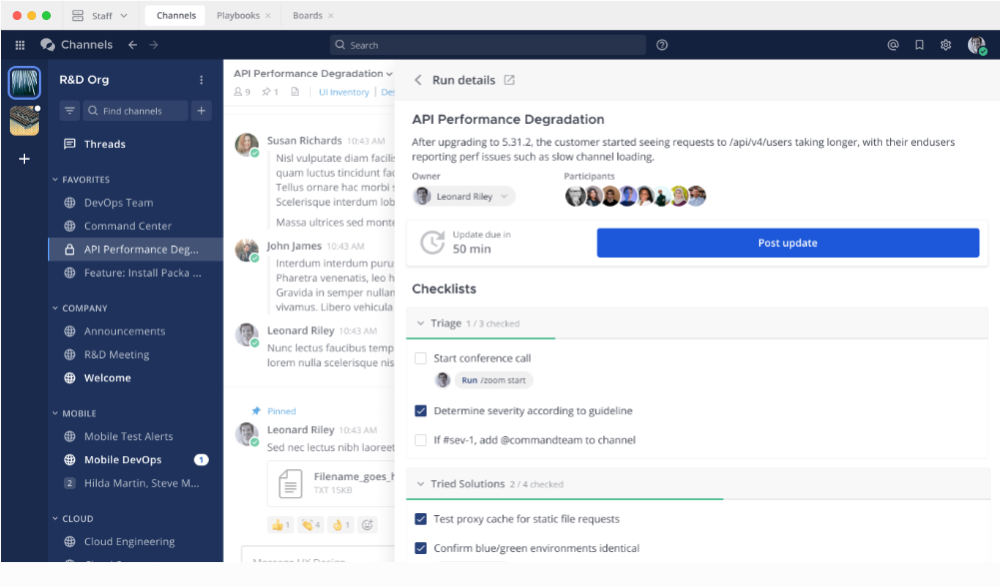 Staff
Channels
Playbooks
Boards
Channels
Search
R&D Org
Find channels
Threads
FAVORITES
DevOps Team
Command Center
API Performance Deg...
Feature: Install Packa ...
COMPANY
Announcements
R&D Meeting
Welcome
MOBILE
Mobile Test Alerts
Mobile DevOps 1
2 Hilda Martin, Steve M...
CLOUD
Cloud Engineering
API Performance Degradation
9 1 UI Inventory Des
Susan Richards 10:43 AM
Nisl vulputate diam facilis
quam luctus tincidunt fac
Tellus ornare hac morbi s
Scelerisque interdum lob
Massa ultrices sed monte
John James 10:43 AM
Interdum interdum puru
Pharetra venenatis, leo h
Gravida in semper nullan
vivamus. Libero vehicula
Leonard Riley 10:43 AM
Nunc lectus faucibus temp
lorem nulla scelerisque nis
Pinned
Leonard Riley 10:43 AM
Sed nec lectus nibh laoreet
Filename_goes_h
TXT 15KB
1 4 1
Message UX Design
Run details
API Performance Degradation
After upgrading to 5.31.2, the customer started seeing requests to /api/v4/users taking longer, with their endusers
reporting perf issues such as slow channel loading.
Owner
Participants
Leonard Riley
Update due in
50 min
Post update
Checklists
Triage 1 / 3 checked
Start conference call
Run /zoom start
Determine severity according to guideline
If #sev-1, add @commandteam to channel
Tried Solutions 2 / 4 checked
Test proxy cache for static file requests
Confirm blue/green environments identical